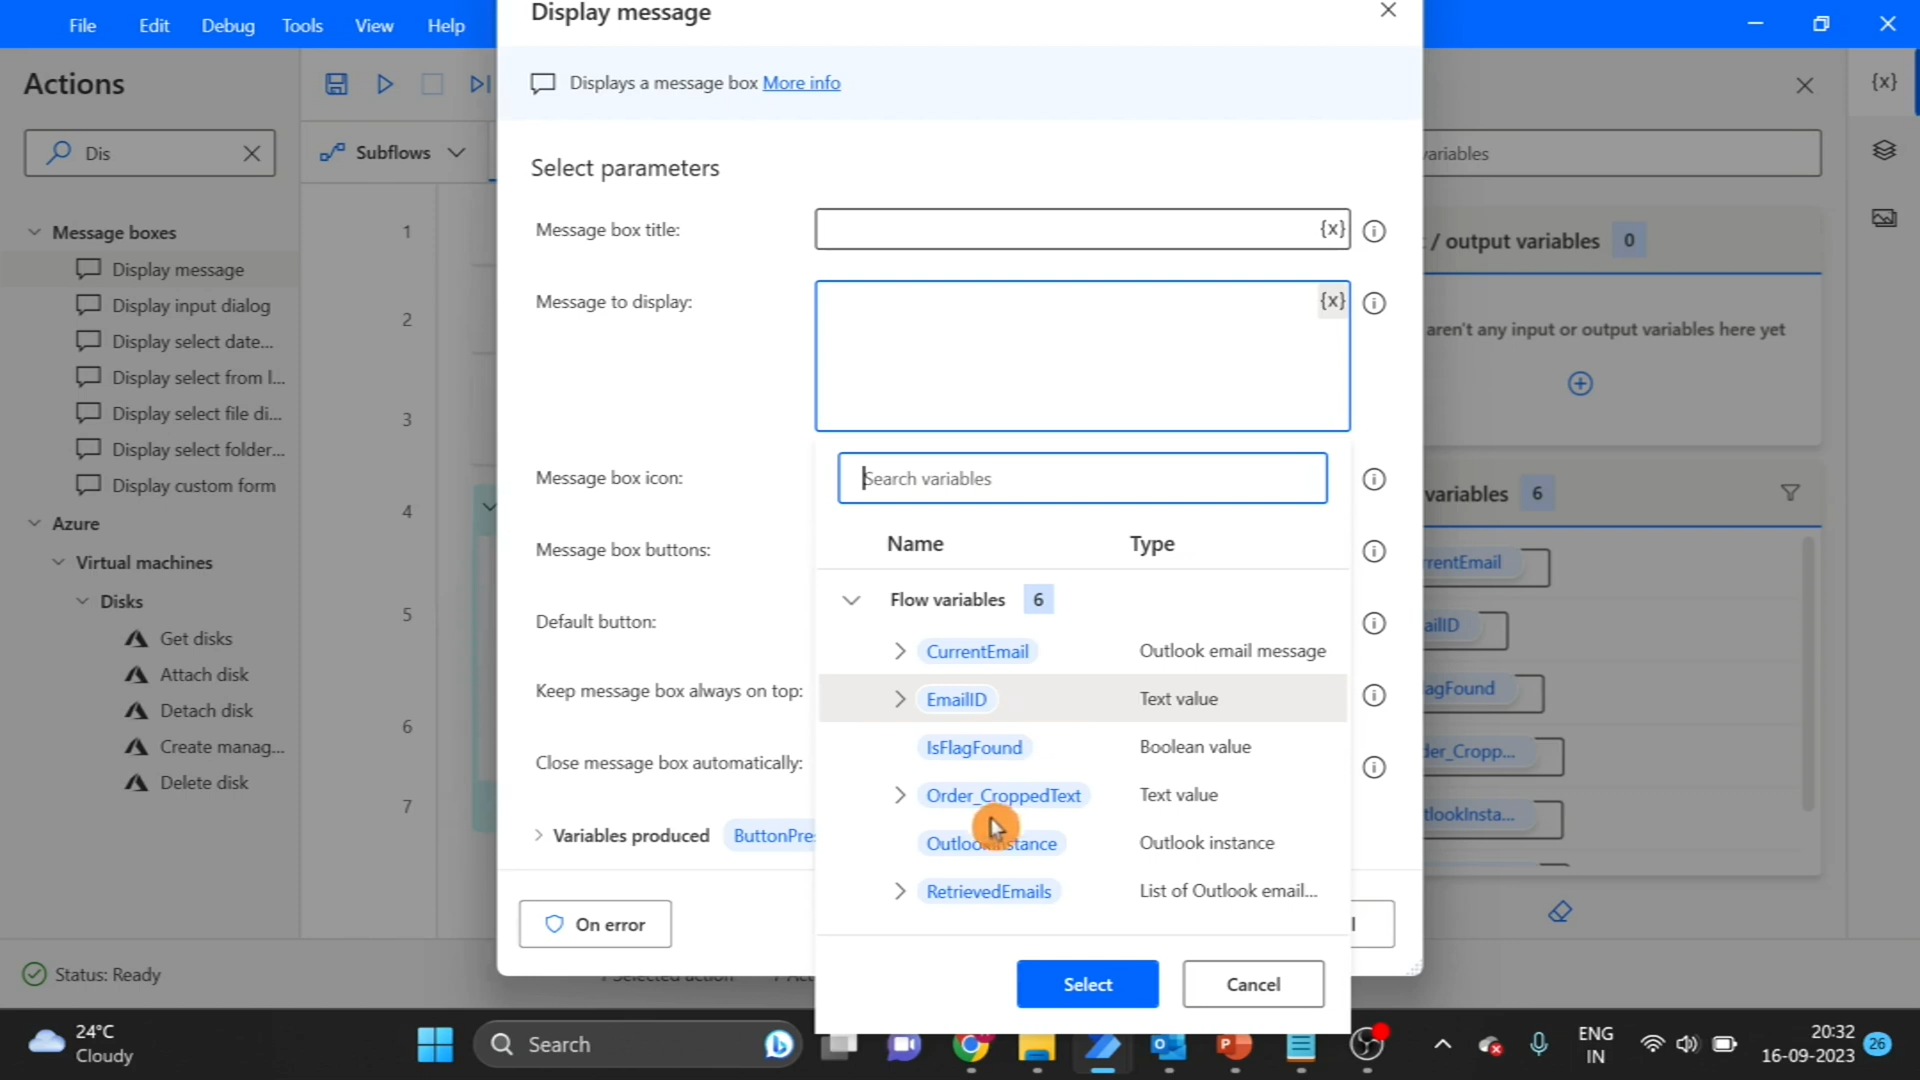 File Edit Debug Tools View Help
Display message
Actions
Displays a message box More info
Dis
Subflows
variables
Select parameters
Message boxes
Display message
Display input dialog
Display select date...
Display select from l...
Display select file di...
Display select folder...
Display custom form
Azure
Virtual machines
Disks
Get disks
Attach disk
Detach disk
Create manag...
Delete disk
1
2
3
4
5
6
7
Message box title:
{x}
Message to display:
{x}
Message box icon:
Message box buttons:
Default button:
Keep message box always on top:
Close message box automatically:
Variables produced ButtonPre
On error
Search variables
Name Type
Flow variables 6
CurrentEmail Outlook email message
EmailID Text value
IsFlagFound Boolean value
Order_CroppedText Text value
OutlookInstance Outlook instance
RetrievedEmails List of Outlook email...
Select Cancel
{x}
/ output variables 0
aren't any input or output variables here yet
variables 6
rrentEmail
ailID
agFound
der_Cropp...
tlookInsta...
Status: Ready
24°C
Cloudy
Search
ENG
IN
20:32
16-09-2023
26